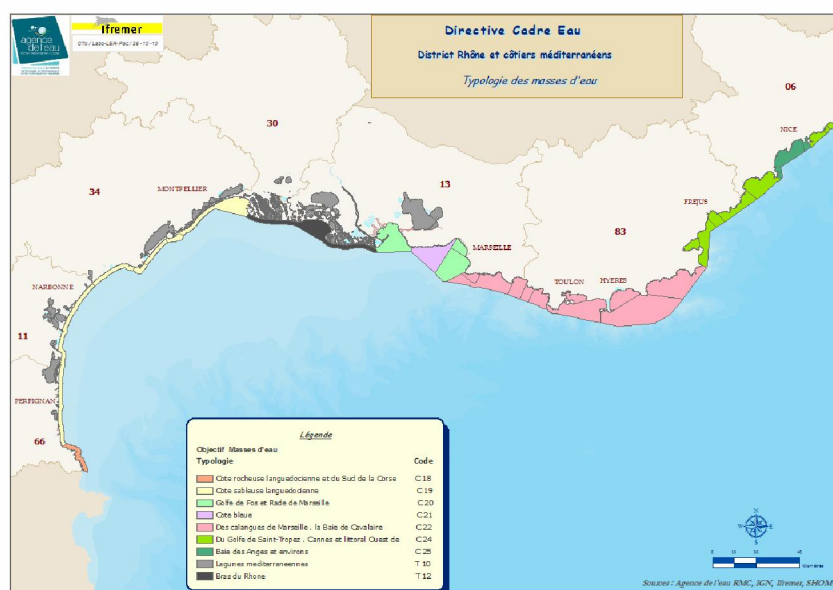 agence
de l'eau
Ifremer
Directive Cadre Eau
District Rhône et côtiers méditerranéens
Typologie des masses d'eau
06
30
NICE
34
13
MONTPELLIER
FREJUS
83
MARSEILLE
NARBONNE
TOULON
HYERES
11
PERPIGNAN
66
Légende
Objectif Masses d'eau
Typologie Code
Cote rocheuse languedocienne et du Sud de la Corse C18
Cote sableuse languedocienne C19
Golfe de Fos et Rade de Marseille C20
Cote bleue C21
Des calanques de Marseille . la Baie de Cavalaire C22
Du Golfe de Saint-Tropez . Cannes et littoral Ouest de C24
Baie des Anges et environs C25
Lagunes mediterraneennes T10
Bras du Rhone T12
N
W E
S
Kilomètres
Sources : Agence de l'eau RMC, IGN, Ifremer, SHOM